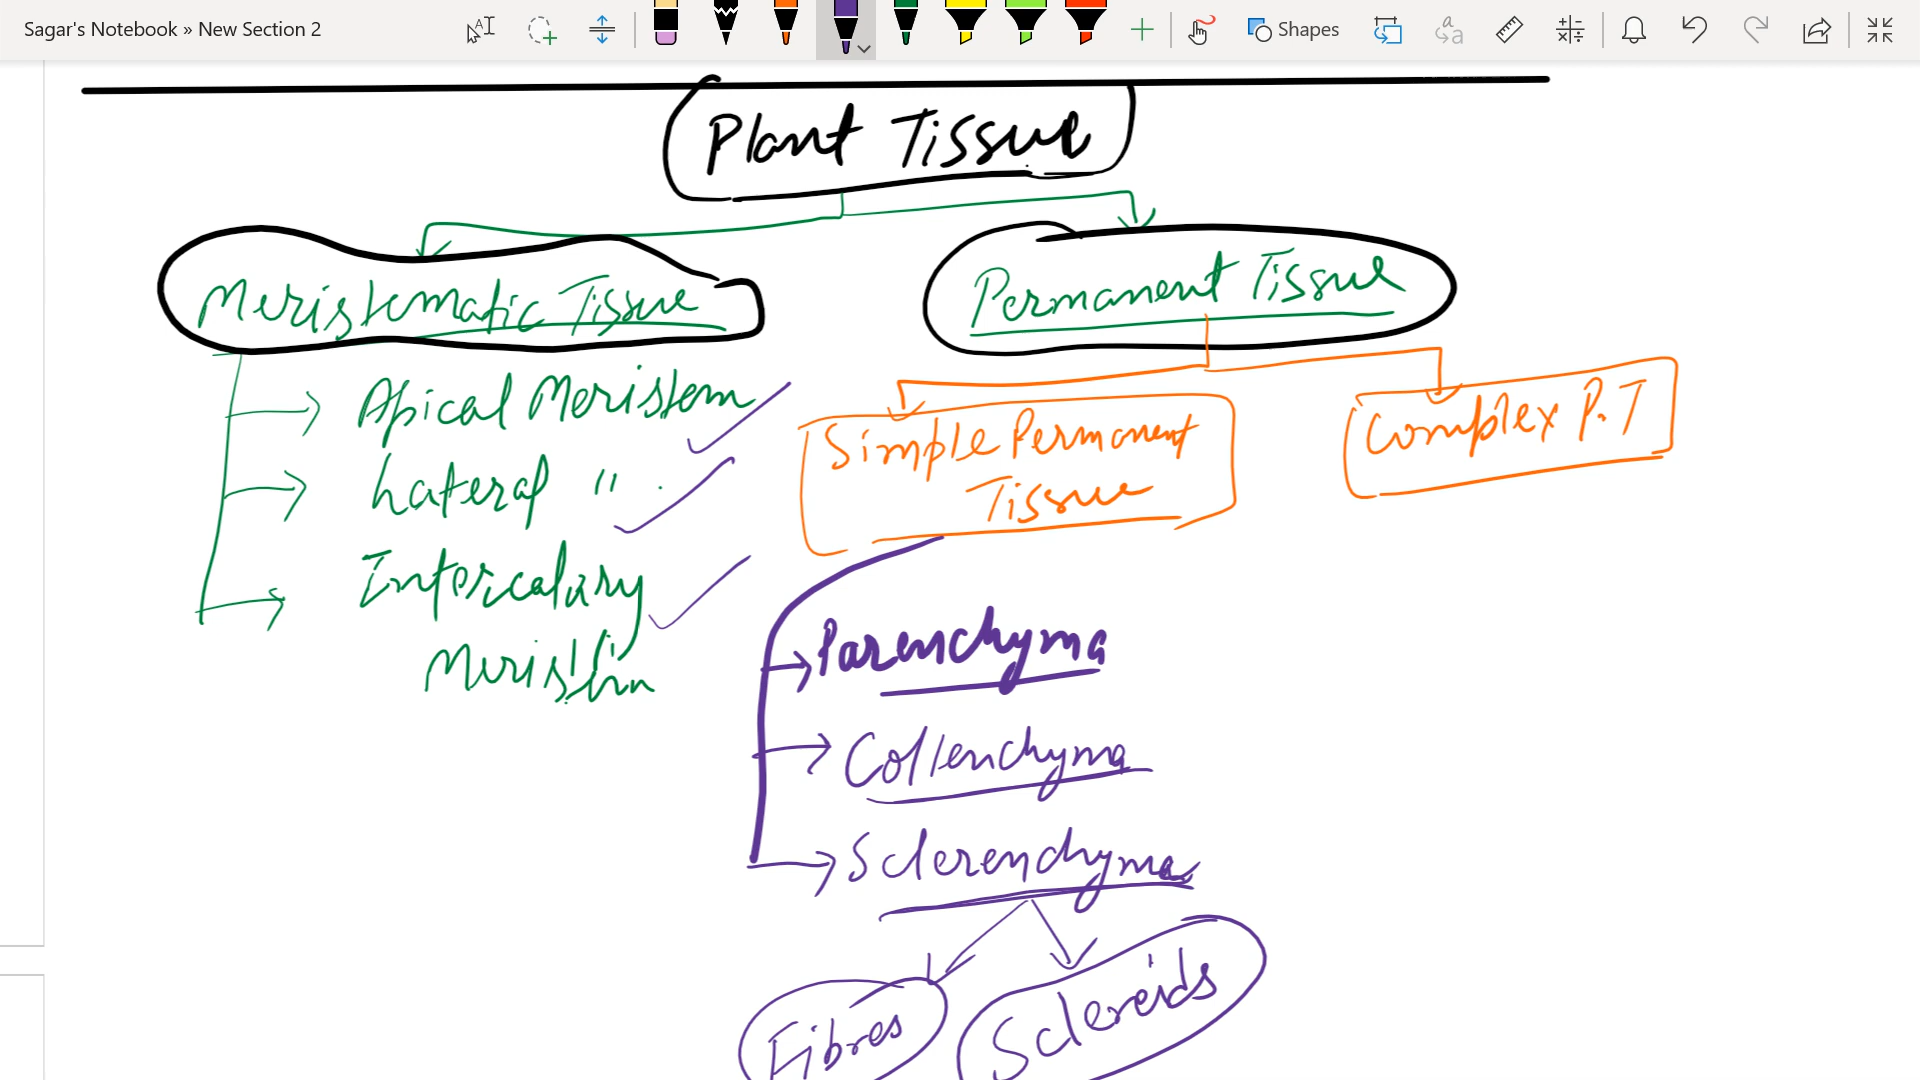 Sagar's Notebook » New Section 2
Shapes
Plant Tissue
Meristematic Tissue
Permanent Tissue
Apical Meristem
Lateral "
Intercalary
Meristem
Simple Permanent
Tissue
Complex P.T
Parenchyma
Collenchyma
Sclerenchyma
Fibres
Sclereids